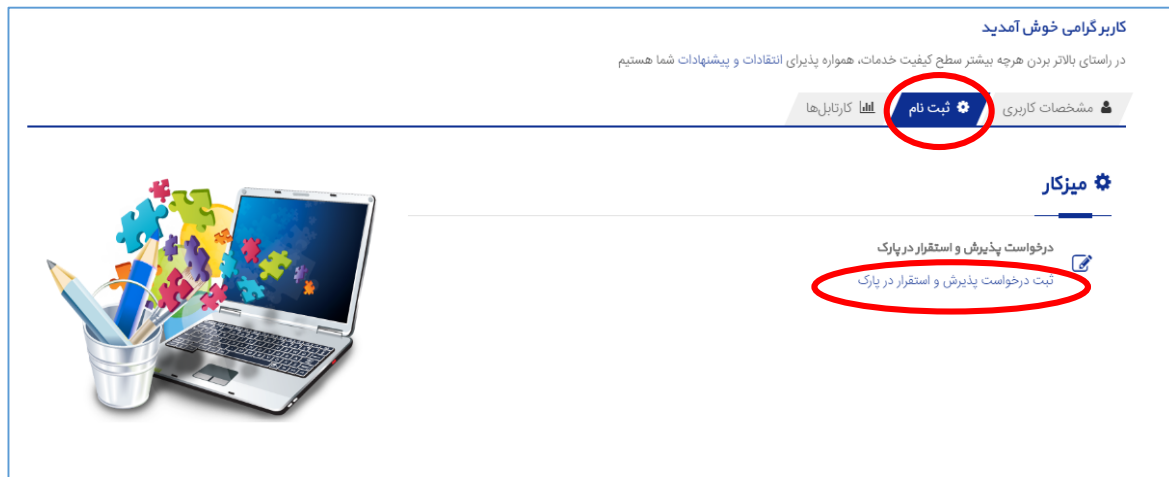 کاربر گرامی خوش آمدید
در راستای بالاتر بردن هرچه بیشتر سطح کیفیت خدمات، همواره پذیرای انتقادات و پیشنهادات شما هستیم
مشخصات کاربری ثبت نام کارتابل‌ها
میزکار
درخواست پذیرش و استقرار در پارک
ثبت درخواست پذیرش و استقرار در پارک